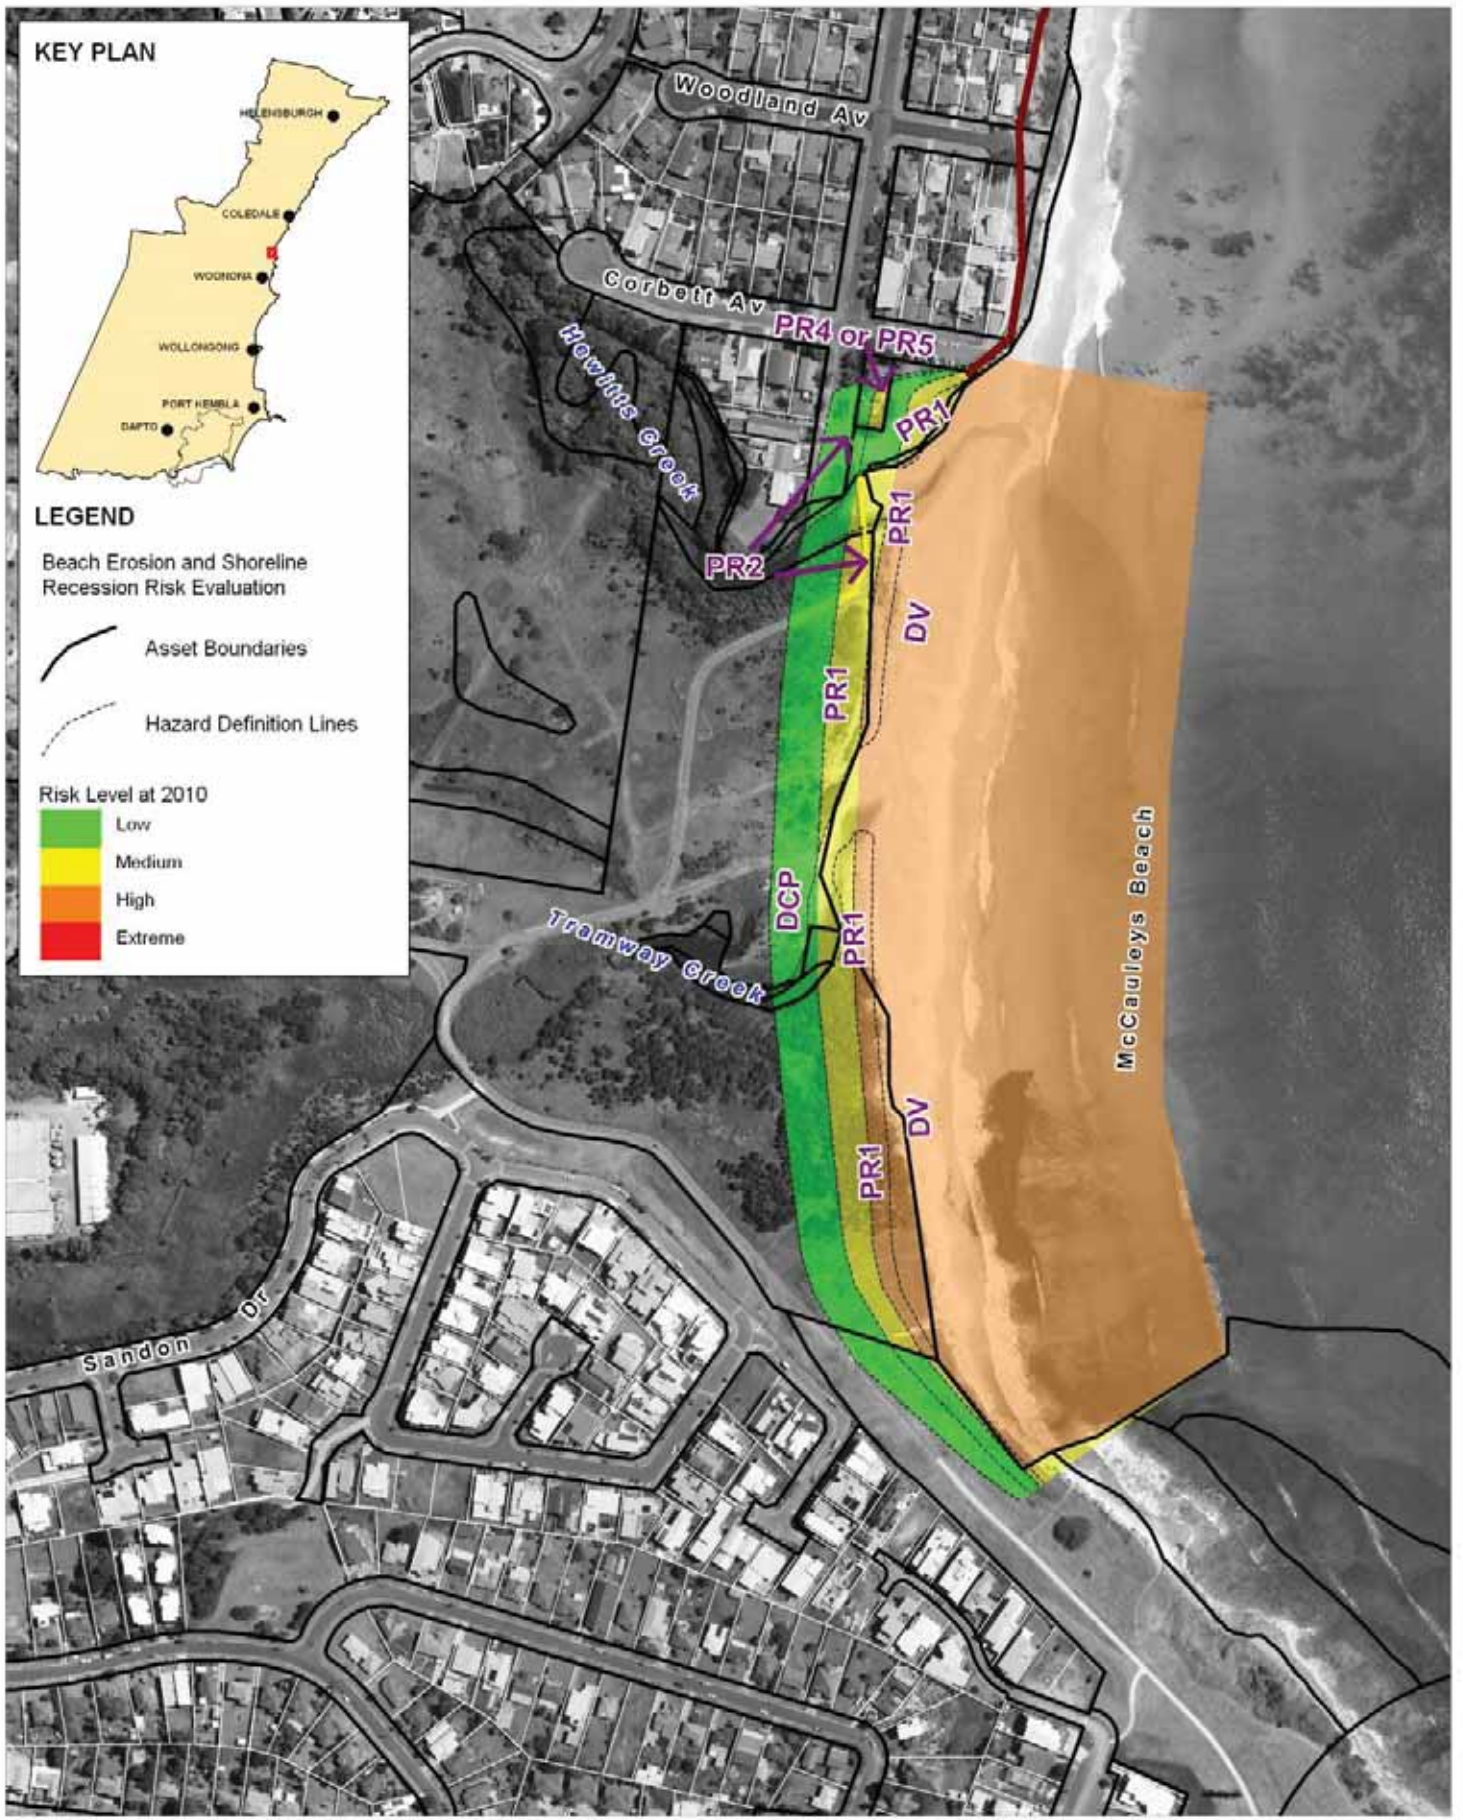 KEY PLAN
HELENSBURGH
COLEDALE
WOONONA
WOLLONGONG
PORT KEMBLA
DAPTO
LEGEND
Beach Erosion and Shoreline
Recession Risk Evaluation
Asset Boundaries
Hazard Definition Lines
Risk Level at 2010
Low
Medium
High
Extreme
Woodland Av
Corbett Av
PR4 or PR5
Hewitts Creek
PR1
PR1
PR2
DV
PR1
DCP
PR1
Tramway Creek
McCauleys Beach
DV
PR1
Sandon Dr